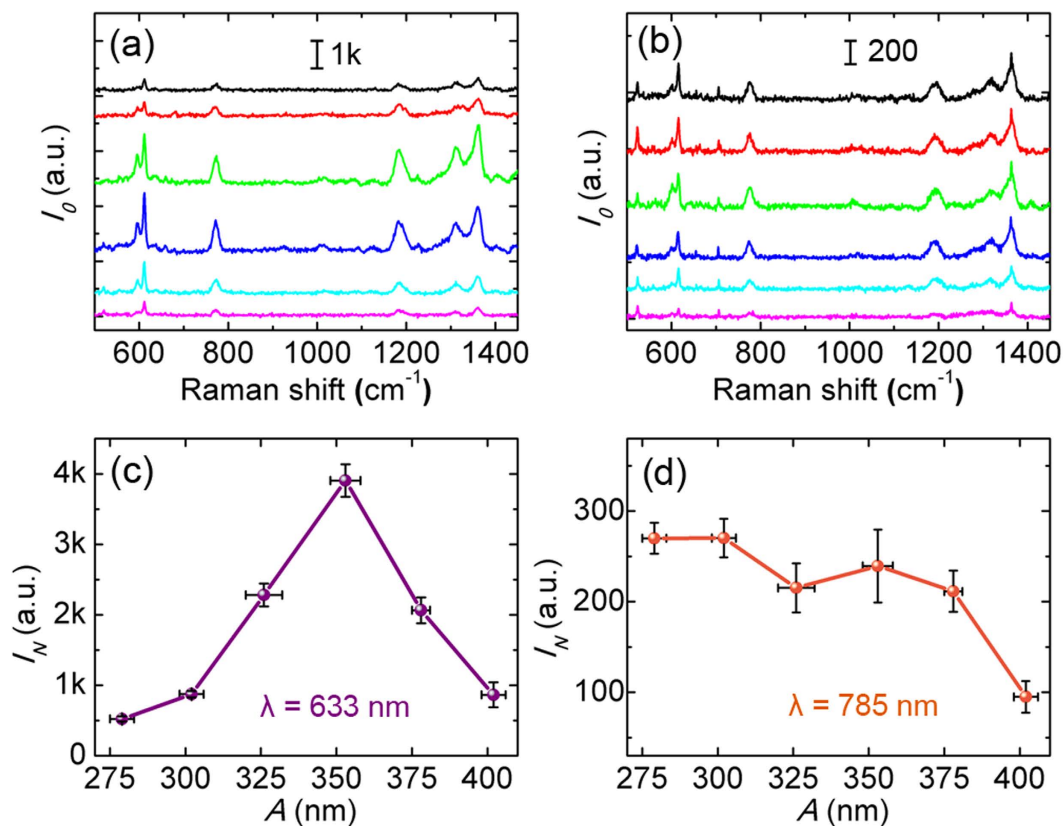 (a)
1k
I₀ (a.u.)
600 800 1000 1200 1400
Raman shift (cm⁻¹)
(b)
200
I₀ (a.u.)
600 800 1000 1200 1400
Raman shift (cm⁻¹)
(c)
4k
3k
2k
1k
0
I_N (a.u.)
λ = 633 nm
275 300 325 350 375 400
A (nm)
(d)
300
200
100
I_N (a.u.)
λ = 785 nm
275 300 325 350 375 400
A (nm)